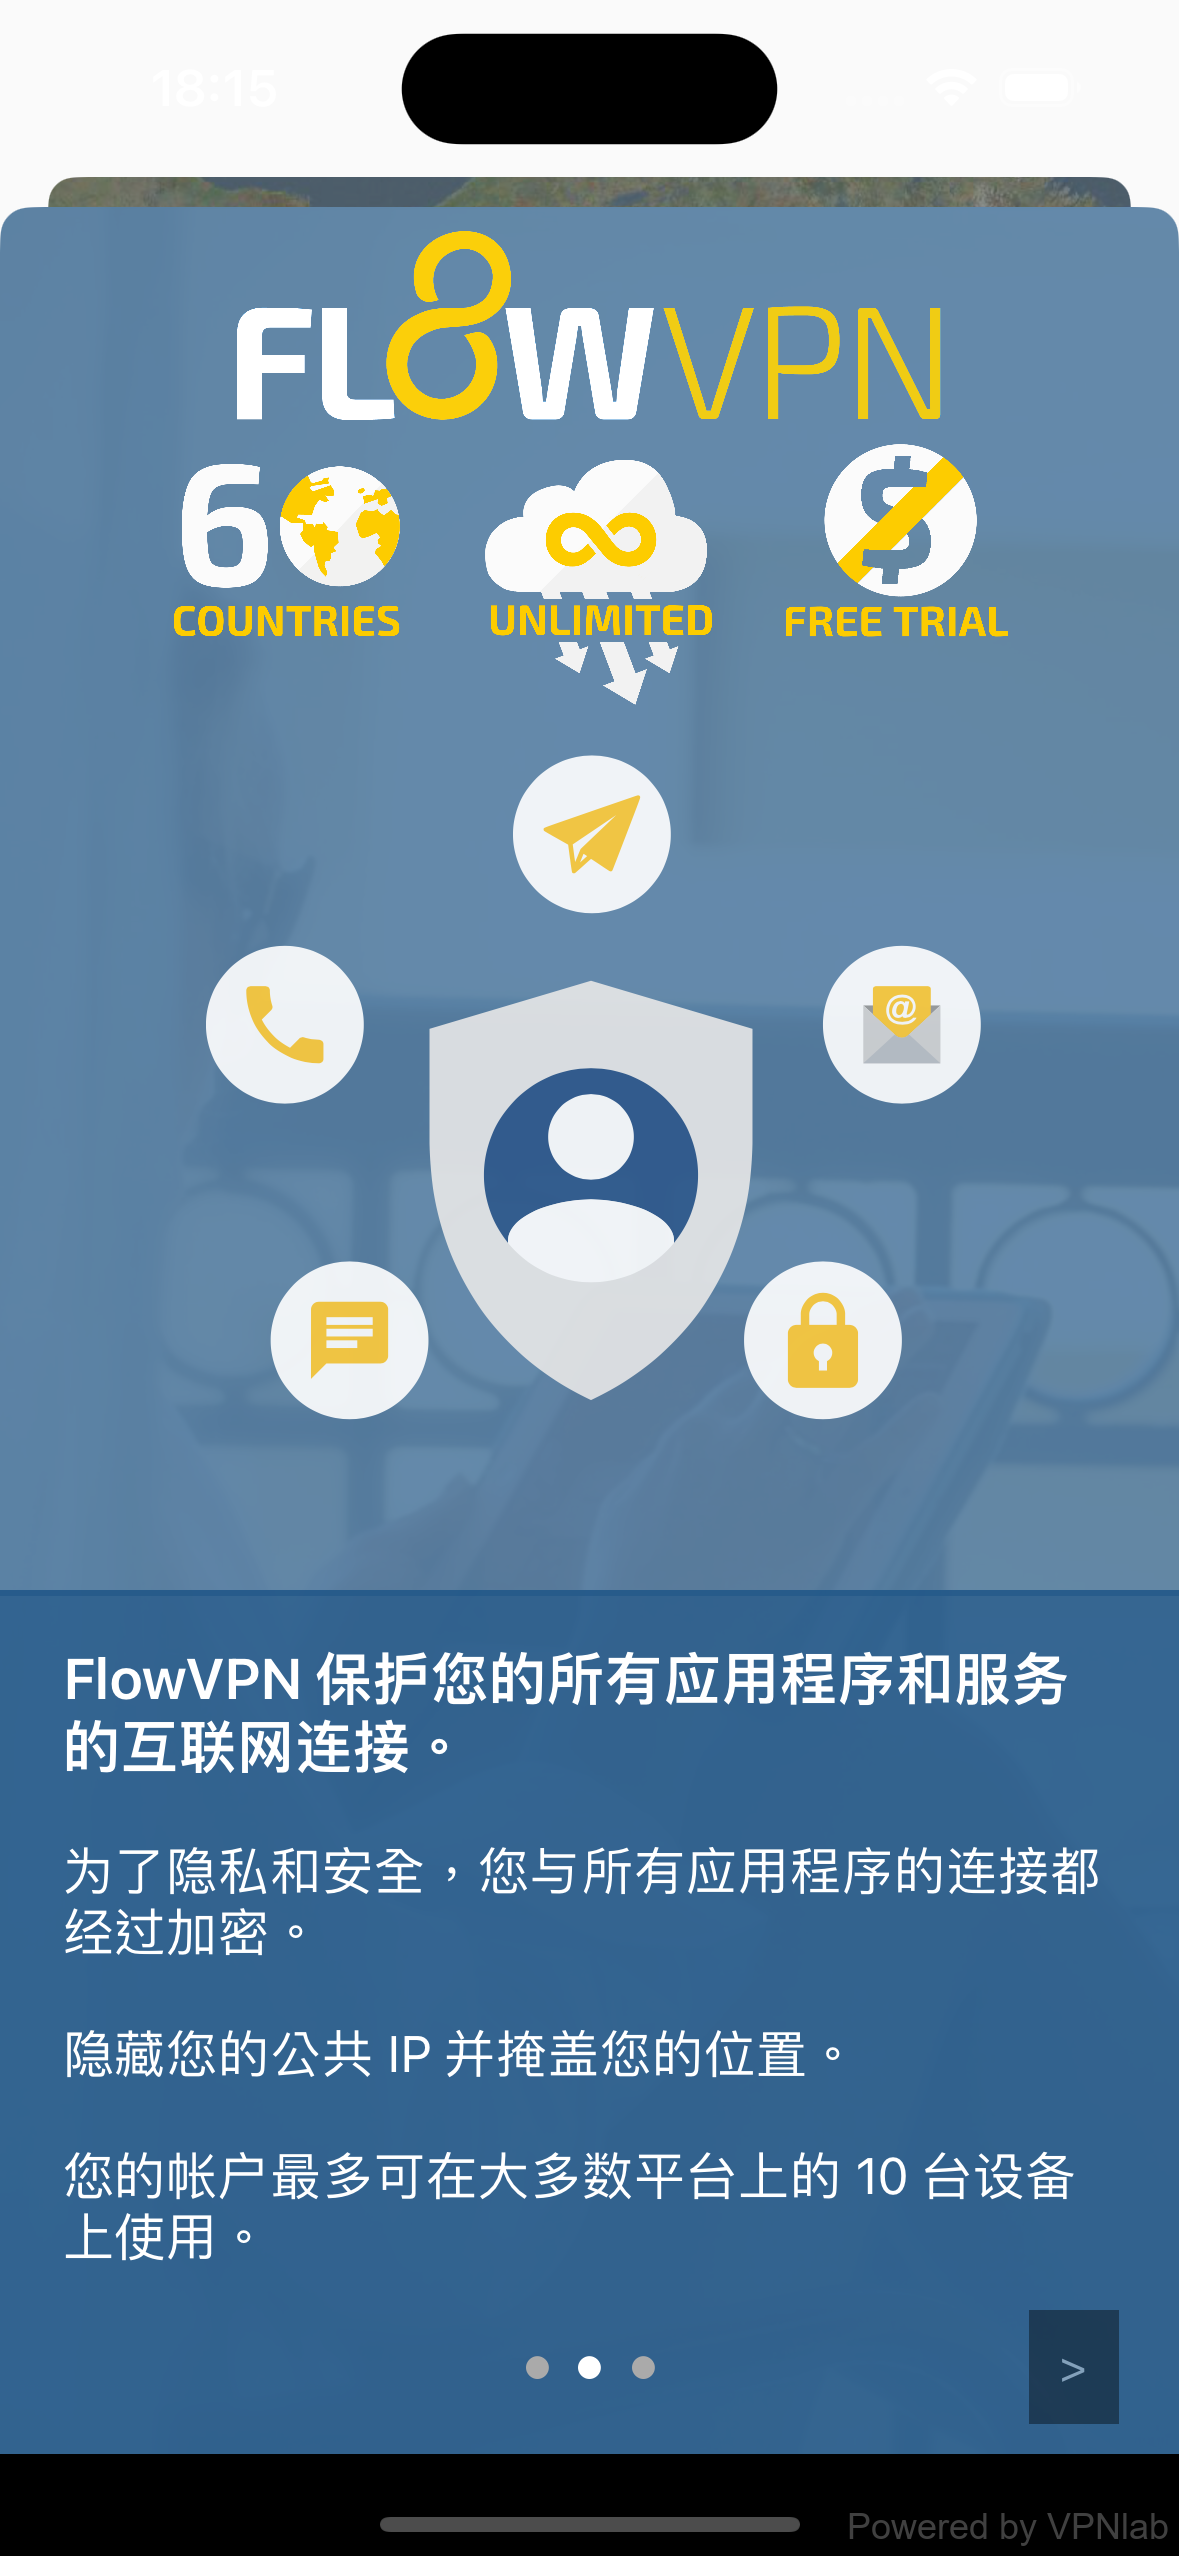 18:15
FLOWVPN
60
COUNTRIES
UNLIMITED
FREE TRIAL
FlowVPN 保护您的所有应用程序和服务
的互联网连接。
为了隐私和安全，您与所有应用程序的连接都
经过加密。
隐藏您的公共 IP 并掩盖您的位置。
您的帐户最多可在大多数平台上的 10 台设备
上使用。
>
Powered by VPNlab